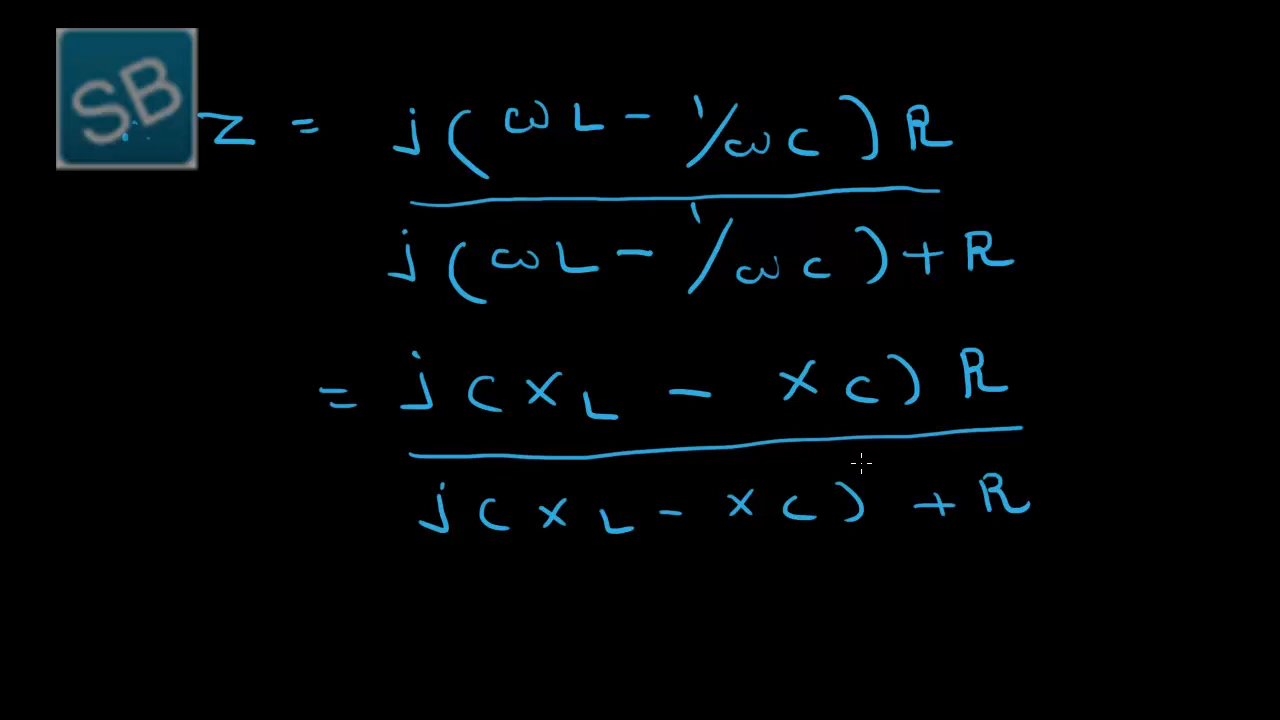 SB
Z = j(ωL - 1/ωC)R
j(ωL - 1/ωC) + R
= j(XL - XC)R
j(XL - XC) + R